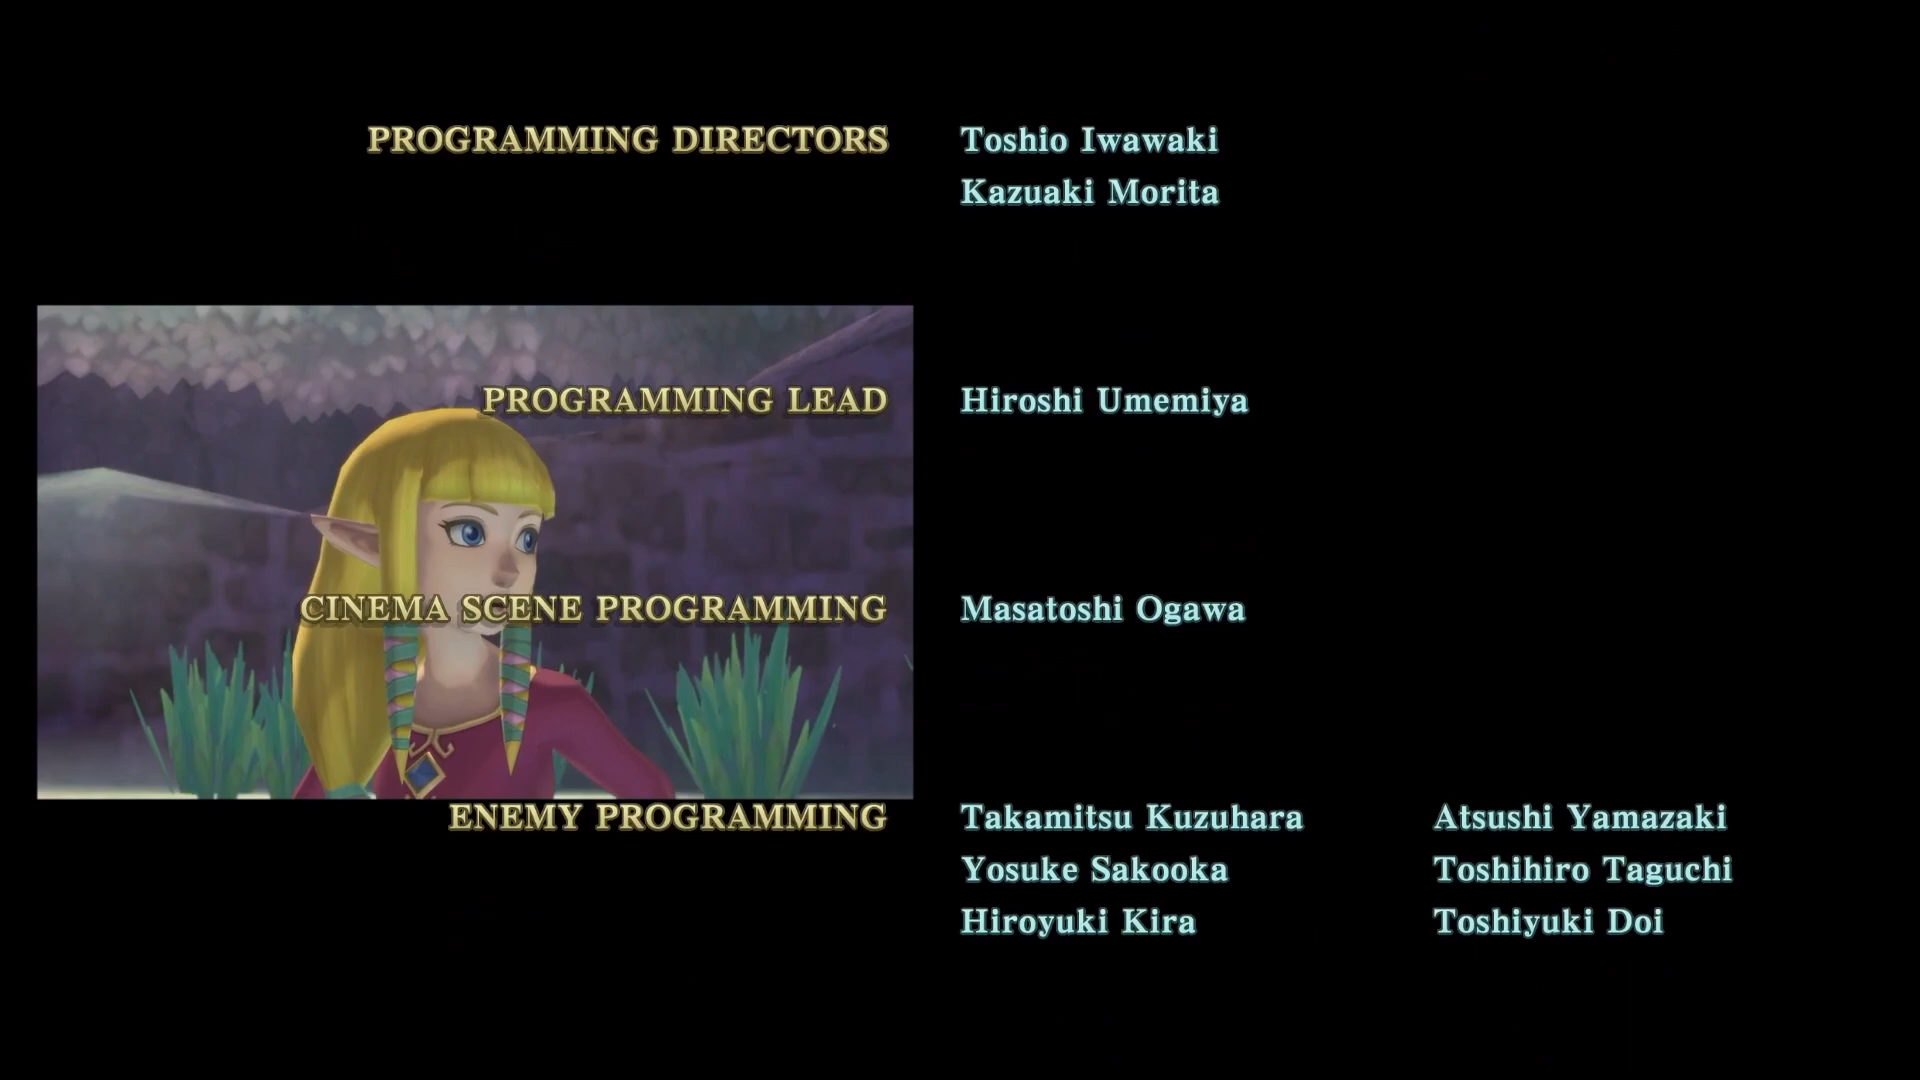 PROGRAMMING DIRECTORS Toshio Iwawaki
Kazuaki Morita
PROGRAMMING LEAD Hiroshi Umemiya
CINEMA SCENE PROGRAMMING Masatoshi Ogawa
ENEMY PROGRAMMING Takamitsu Kuzuhara Atsushi Yamazaki
Yosuke Sakooka Toshihiro Taguchi
Hiroyuki Kira Toshiyuki Doi